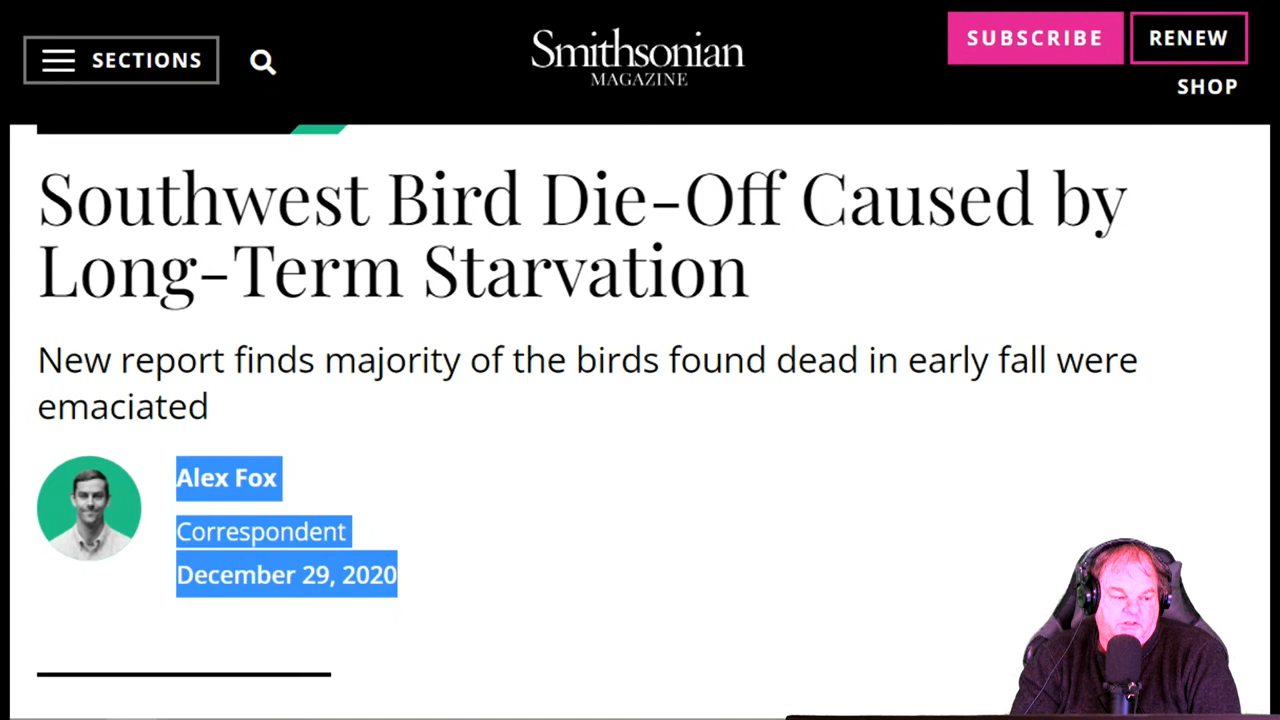 SECTIONS
Smithsonian
MAGAZINE
SUBSCRIBE
RENEW
SHOP
Southwest Bird Die-Off Caused by
Long-Term Starvation
New report finds majority of the birds found dead in early fall were
emaciated
Alex Fox
Correspondent
December 29, 2020